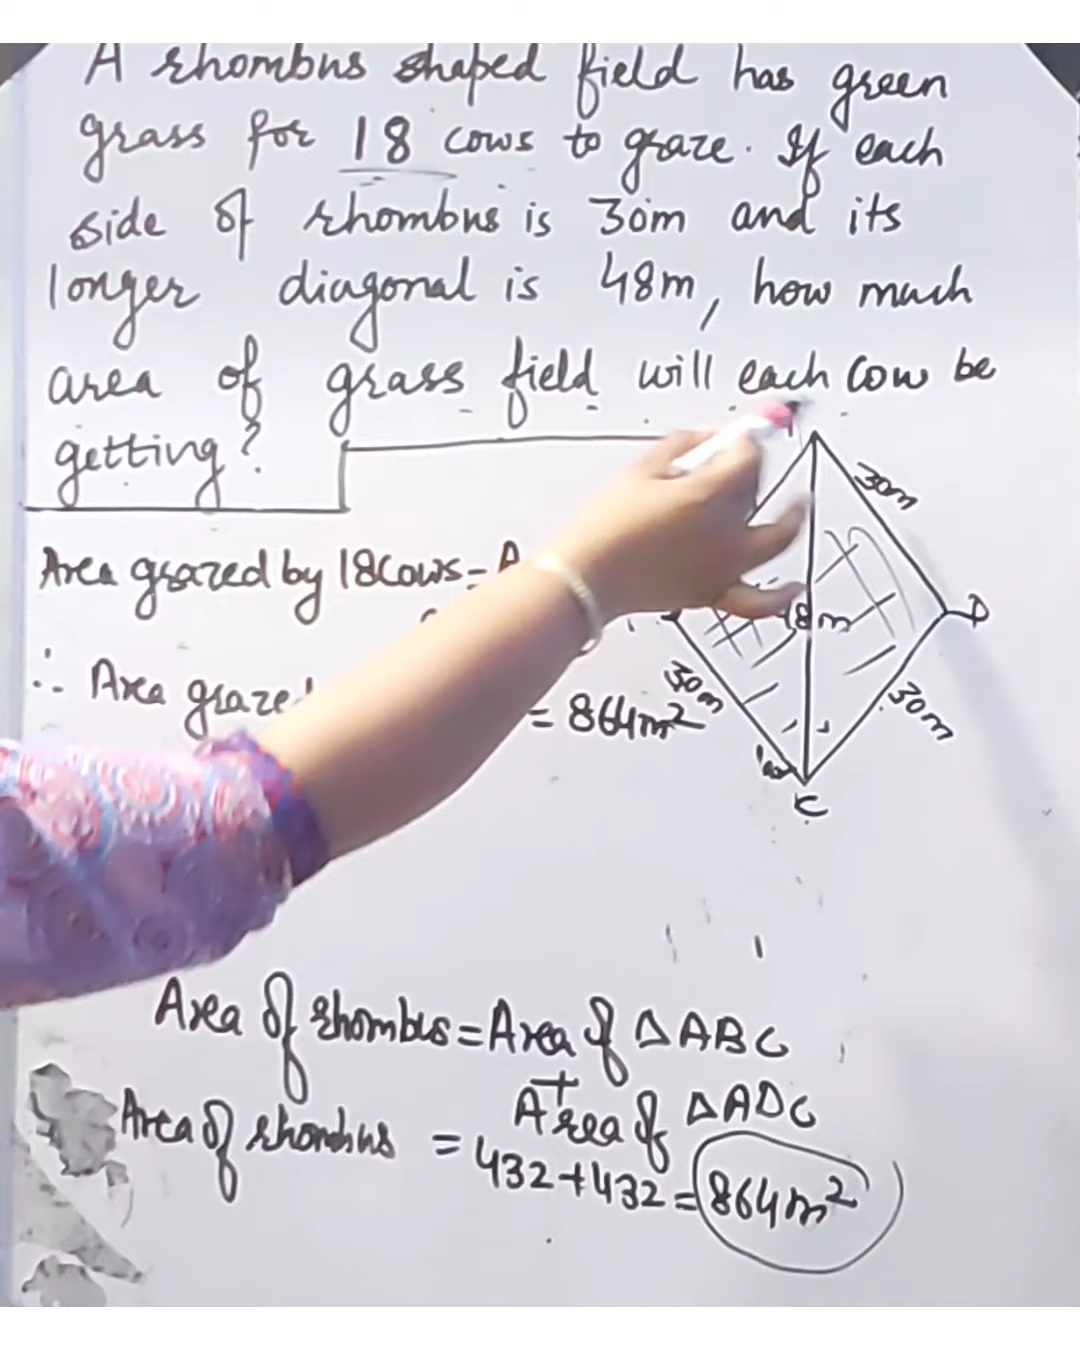 A rhombus shaped field has green
grass for 18 cows to graze. If each
side of rhombus is 30m and its
longer diagonal is 48m, how much
area of grass field will each cow be
getting?
30m
Area grazed by 18 Cows = A
8m
D
∴ Area graze
30m
= 864m²
30m
C
Area of rhombus = Area of △ABC
+
Area of rhombus = Area of △ADC
432+432 = 864m²